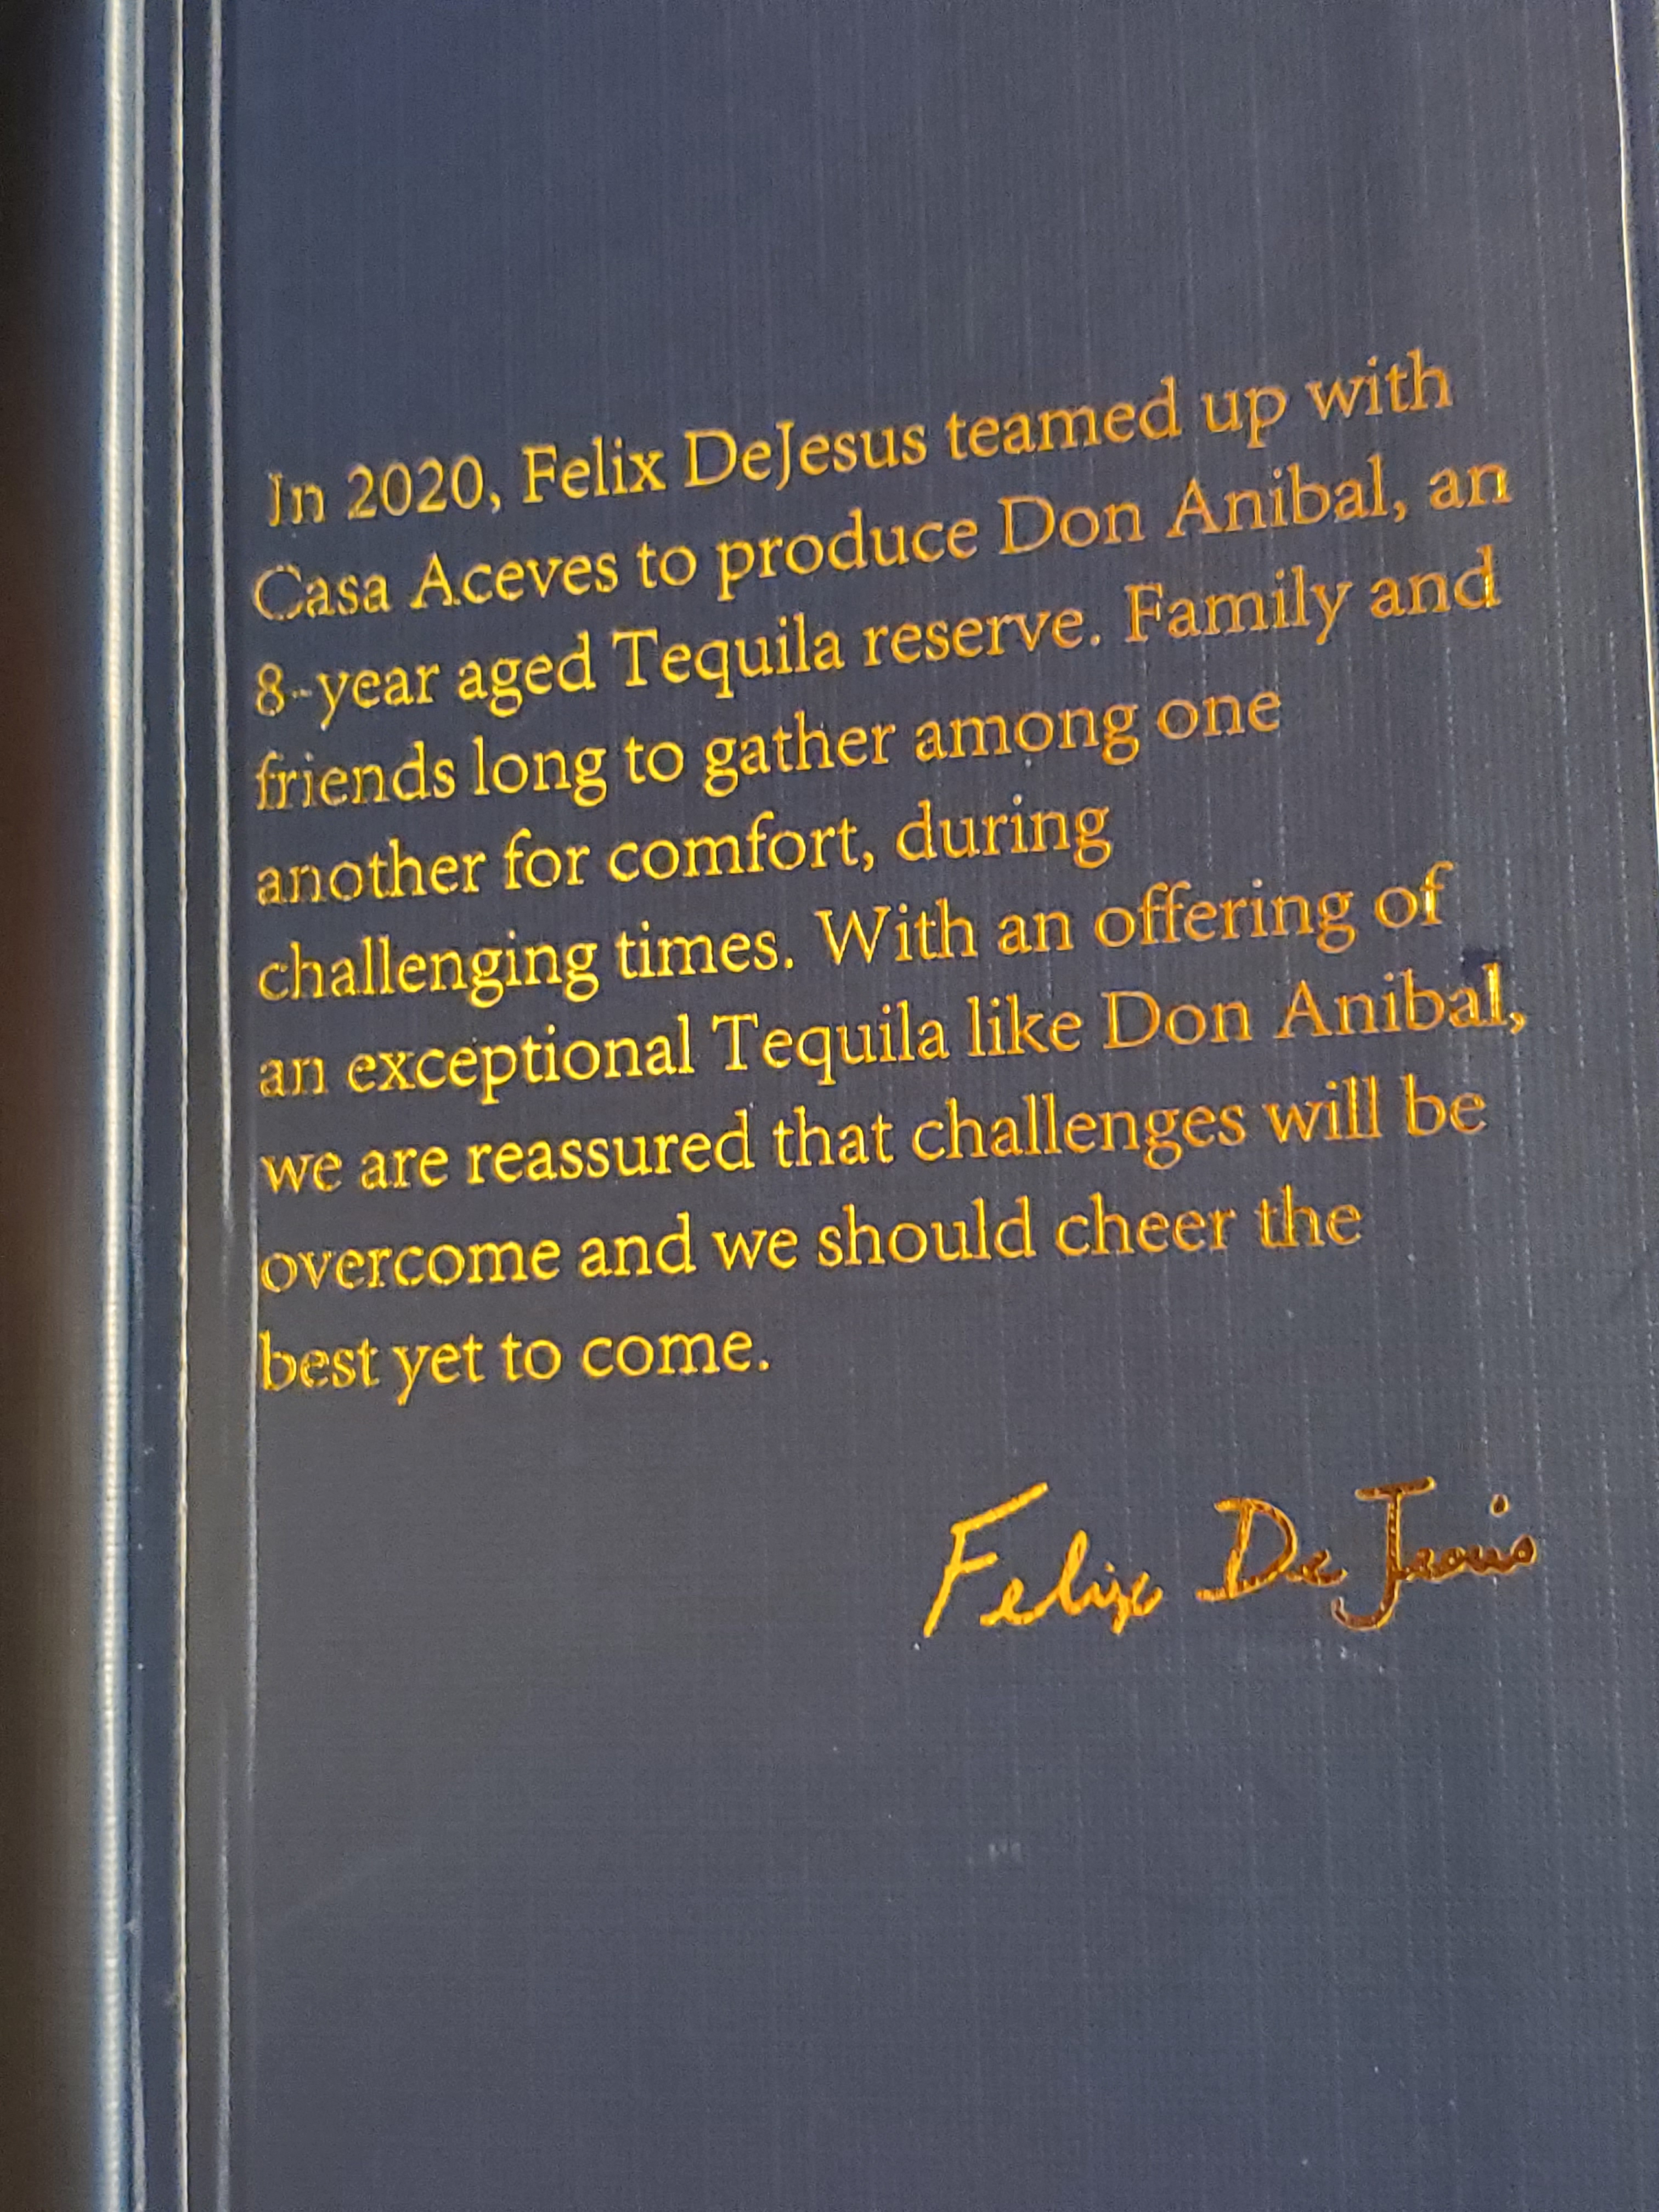 In 2020, Felix DeJesus teamed up with
Casa Aceves to produce Don Anibal, an
8-year aged Tequila reserve. Family and
friends long to gather among one
another for comfort, during
challenging times. With an offering of
an exceptional Tequila like Don Anibal,
we are reassured that challenges will be
overcome and we should cheer the
best yet to come.
Felix De Jesus